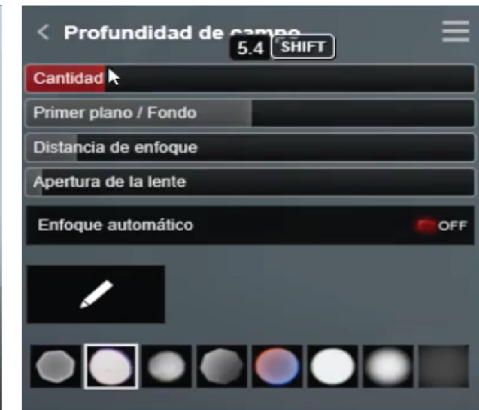 < Profundidad de campo
5.4 SHIFT
Cantidad
Primer plano / Fondo
Distancia de enfoque
Apertura de la lente
Enfoque automático OFF